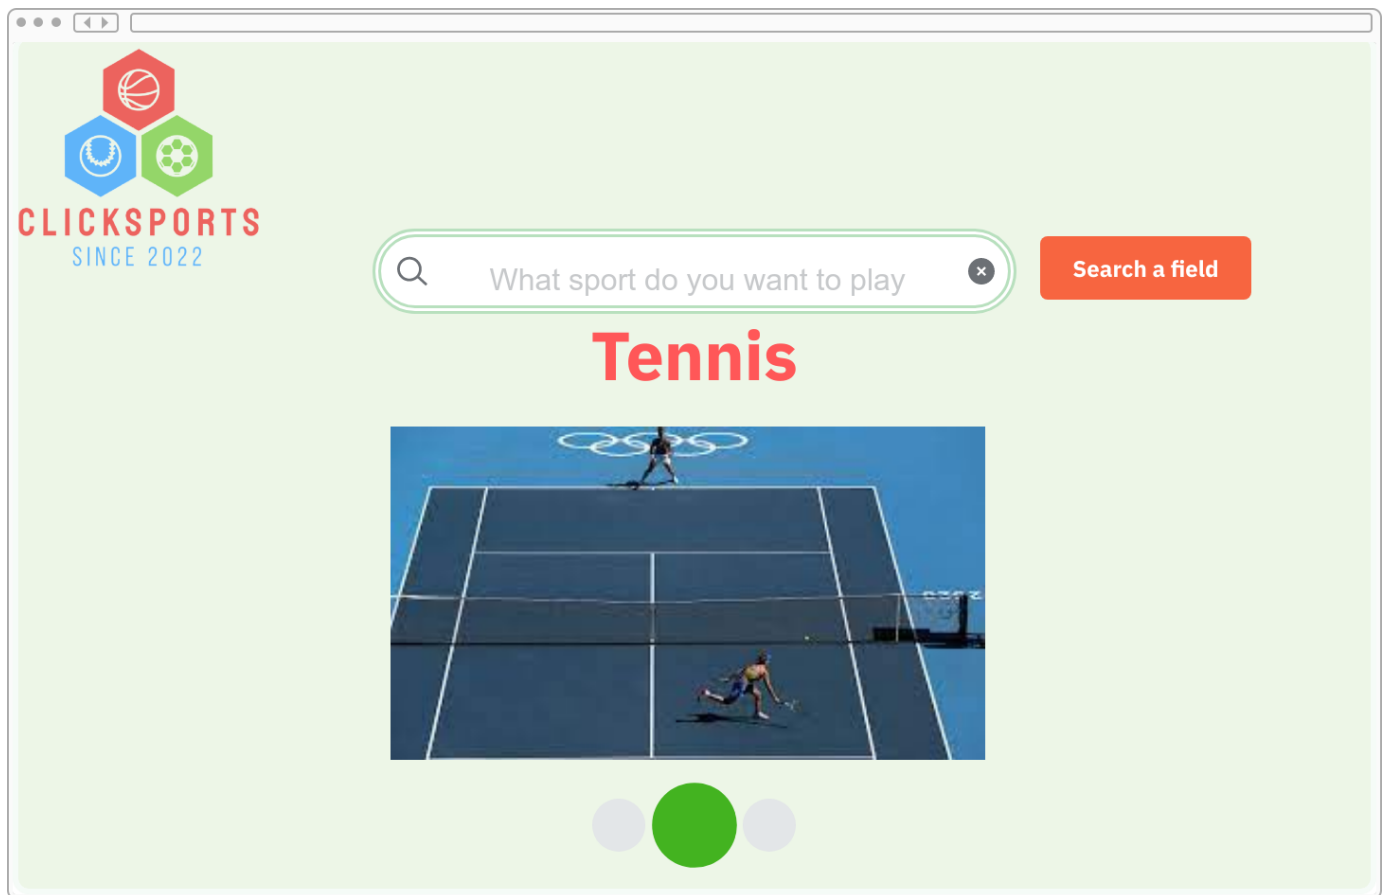 CLICKSPORTS
SINCE 2022
What sport do you want to play
Search a field
Tennis